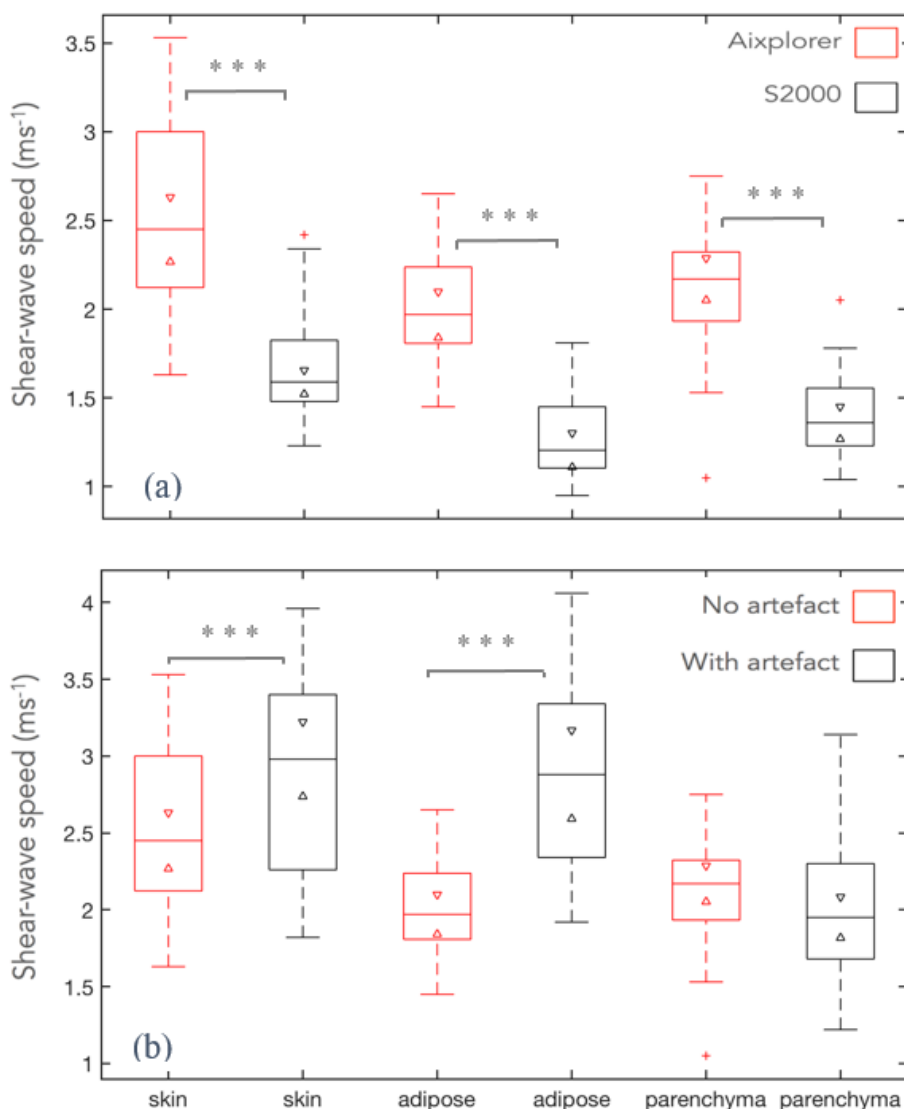 Shear-wave speed (ms⁻¹)
3.5
3
2.5
2
1.5
1
* * *
* * *
* * *
Aixplorer
S2000
(a)
Shear-wave speed (ms⁻¹)
4
3.5
3
2.5
2
1.5
1
* * *
* * *
No artefact
With artefact
(b)
skin
skin
adipose
adipose
parenchyma
parenchyma